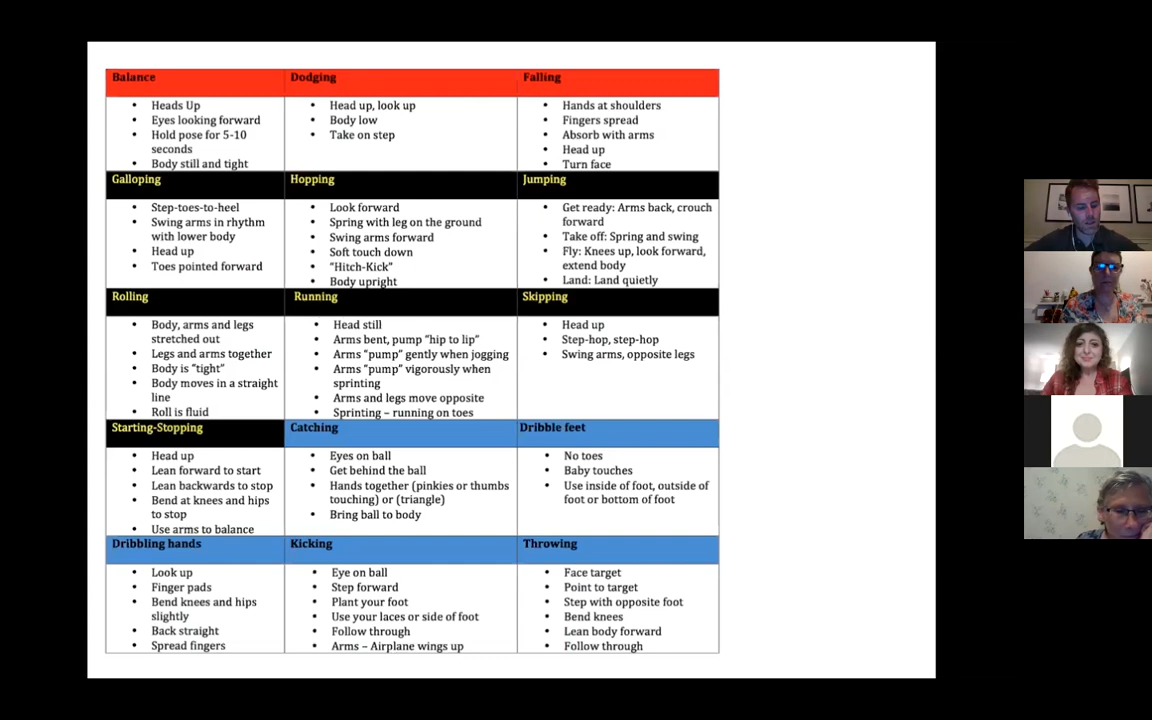 Balance
Dodging
Falling
• Heads Up
• Eyes looking forward
• Hold pose for 5-10
seconds
• Body still and tight
• Head up, look up
• Body low
• Take on step
• Hands at shoulders
• Fingers spread
• Absorb with arms
• Head up
• Turn face
Galloping
Hopping
Jumping
• Step-toes-to-heel
• Swing arms in rhythm
with lower body
• Head up
• Toes pointed forward
• Look forward
• Spring with leg on the ground
• Swing arms forward
• Soft touch down
• "Hitch-Kick"
• Body upright
• Get ready: Arms back, crouch
forward
• Take off: Spring and swing
• Fly: Knees up, look forward,
extend body
• Land: Land quietly
Rolling
Running
Skipping
• Body, arms and legs
stretched out
• Legs and arms together
• Body is "tight"
• Body moves in a straight
line
• Roll is fluid
• Head still
• Arms bent, pump "hip to lip"
• Arms "pump" gently when jogging
• Arms "pump" vigorously when
sprinting
• Arms and legs move opposite
• Sprinting – running on toes
• Head up
• Step-hop, step-hop
• Swing arms, opposite legs
Starting-Stopping
Catching
Dribble feet
• Head up
• Lean forward to start
• Lean backwards to stop
• Bend at knees and hips
to stop
• Use arms to balance
• Eyes on ball
• Get behind the ball
• Hands together (pinkies or thumbs
touching) or (triangle)
• Bring ball to body
• No toes
• Baby touches
• Use inside of foot, outside of
foot or bottom of foot
Dribbling hands
Kicking
Throwing
• Look up
• Finger pads
• Bend knees and hips
slightly
• Back straight
• Spread fingers
• Eye on ball
• Step forward
• Plant your foot
• Use your laces or side of foot
• Follow through
• Arms – Airplane wings up
• Face target
• Point to target
• Step with opposite foot
• Bend knees
• Lean body forward
• Follow through